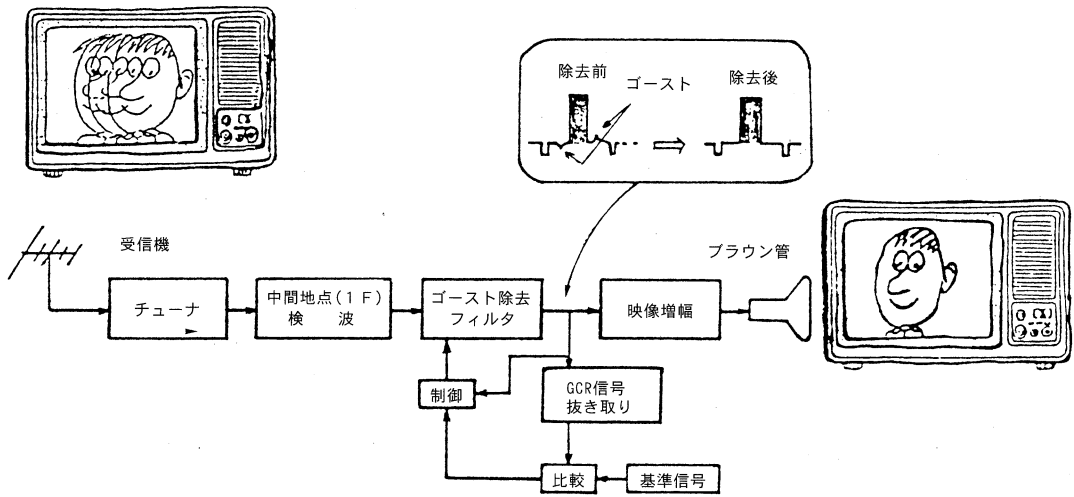 除去前
ゴースト
除去後
受信機
ブラウン管
チューナ
中間地点(1F)
検 波
ゴースト除去
フィルタ
映像増幅
制御
GCR信号
抜き取り
比較
基準信号